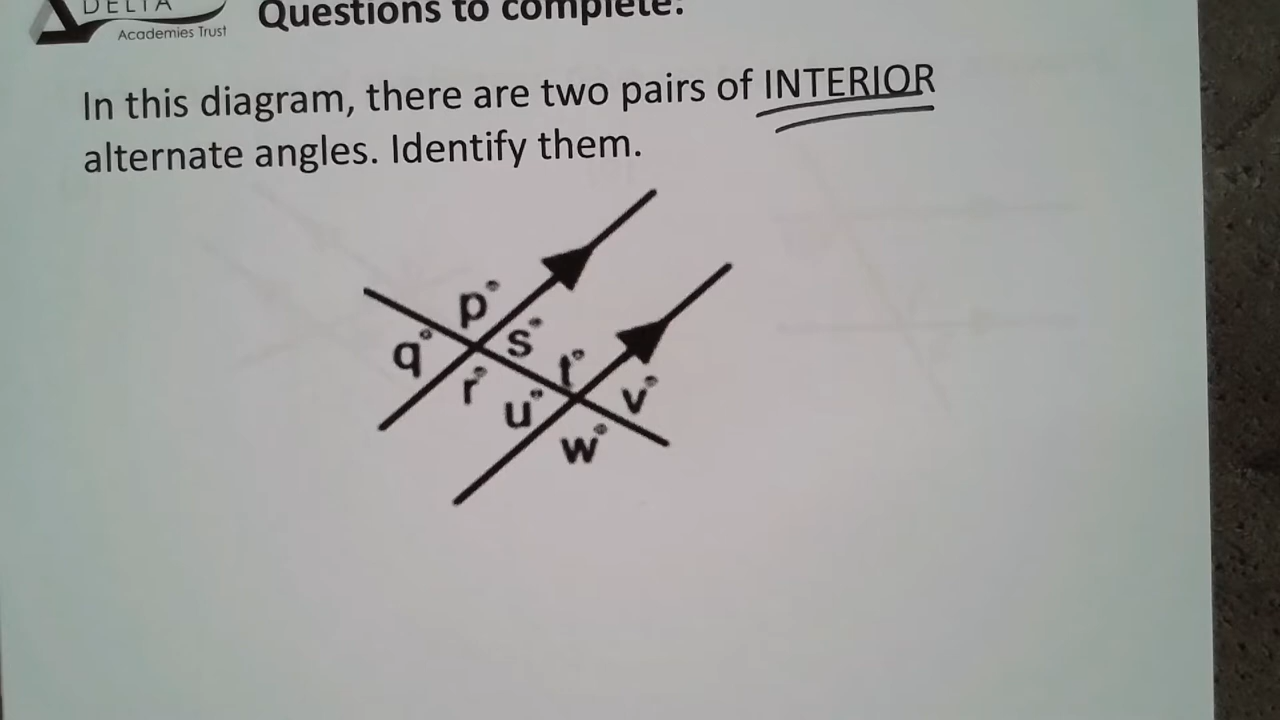 DELTA
Academies Trust
Questions to complete:
In this diagram, there are two pairs of INTERIOR
alternate angles. Identify them.
p°
s°
q°
t°
r°
v°
u°
w°